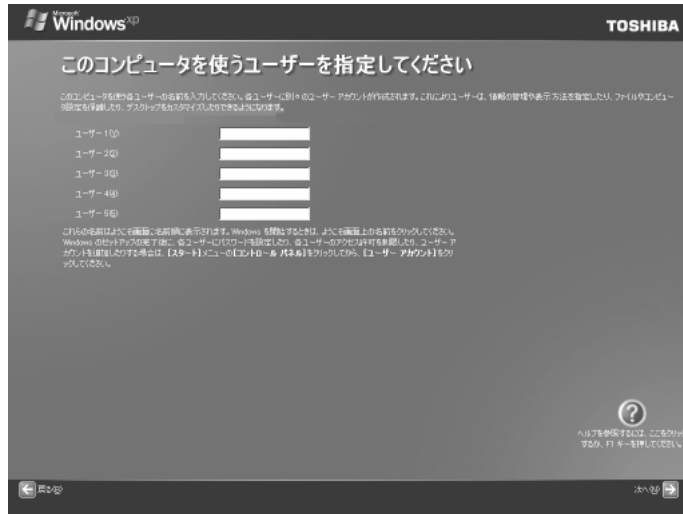 Microsoft
Windows xp
TOSHIBA
このコンピュータを使うユーザーを指定してください
このコンピュータを使う各ユーザーの名前を入力してください。各ユーザーに別々のユーザー アカウントが作成されます。これによりユーザーは、情報の管理や表示方法を指定したり、ファイルやコンピュー
タ設定を保護したり、デスクトップをカスタマイズしたりできるようになります。
ユーザー 1(Y):
ユーザー 2(2):
ユーザー 3(3):
ユーザー 4(4):
ユーザー 5(5):
これらの名前はようこそ画面に名前順に表示されます。Windows を開始するときは、ようこそ画面上の名前をクリックしてください。
Windows のセットアップの完了後に、各ユーザーにパスワードを設定したり、各ユーザーのアクセス許可を制限したり、ユーザー ア
カウントを追加したりする場合は、[スタート] メニューの [コントロール パネル] をクリックしてから、[ユーザー アカウント] をクリ
ックしてください。
ヘルプを参照するには、ここをクリック
するか、F1 キーを押してください。
戻る(B)
次へ(N)